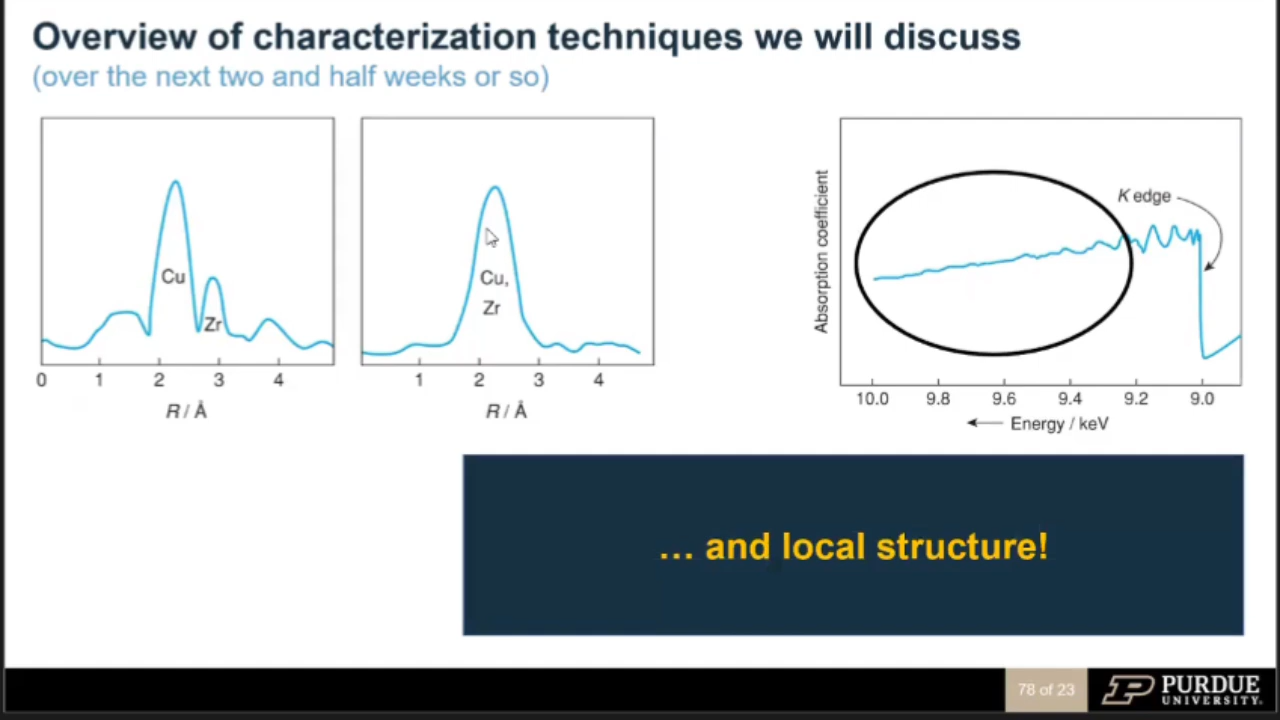 Overview of characterization techniques we will discuss
(over the next two and half weeks or so)
Cu
Zr
0 1 2 3 4
R / Å
Cu,
Zr
1 2 3 4
R / Å
Absorption coefficient
K edge
10.0 9.8 9.6 9.4 9.2 9.0
Energy / keV
… and local structure!
78 of 23
PURDUE
UNIVERSITY.